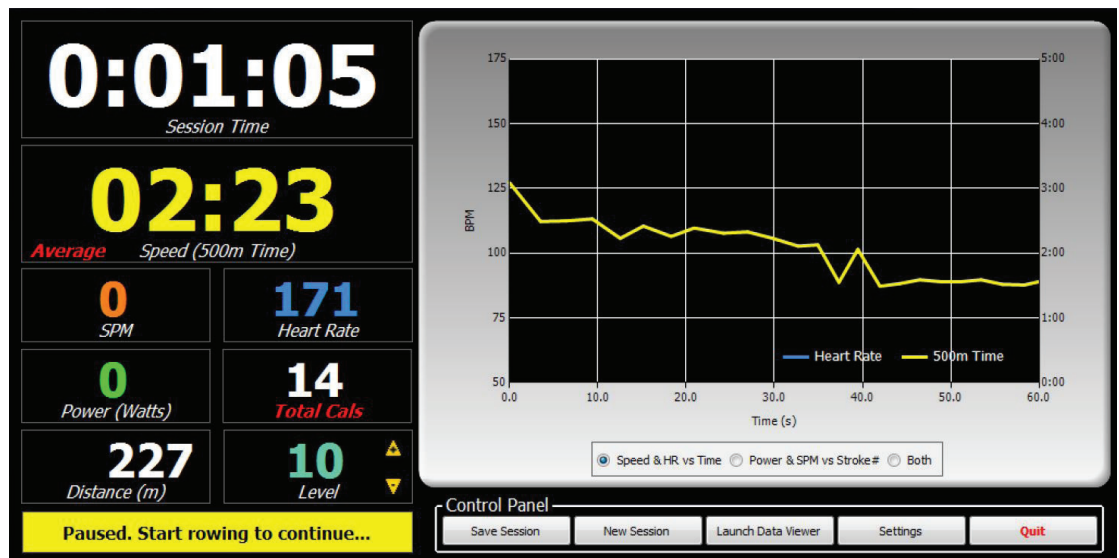 0:01:05
Session Time
02:23
Average Speed (500m Time)
0
SPM
171
Heart Rate
0
Power (Watts)
14
Total Cals
227
Distance (m)
10
Level
+
-
Paused. Start rowing to continue...
175
150
125
100
75
50
BPM
5:00
4:00
3:00
2:00
1:00
0:00
Heart Rate 500m Time
0.0 10.0 20.0 30.0 40.0 50.0 60.0
Time (s)
Speed & HR vs Time Power & SPM vs Stroke# Both
Control Panel
Save Session New Session Launch Data Viewer Settings Quit